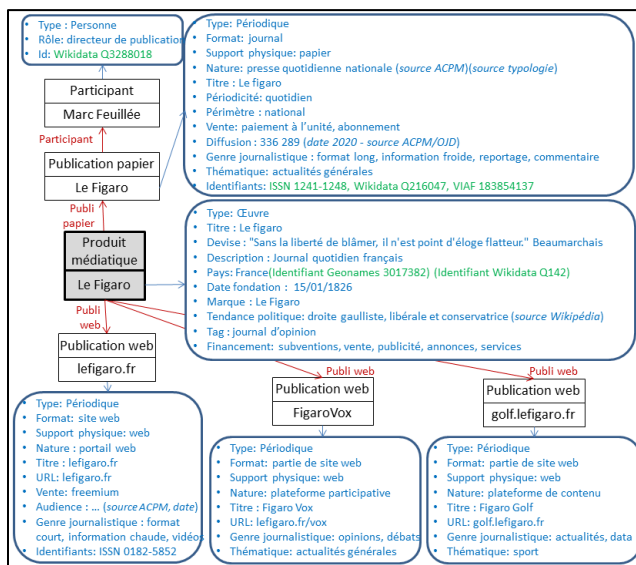 • Type : Personne
• Rôle: directeur de publication
• Id: Wikidata Q3288018
• Type: Périodique
• Format: journal
• Support physique: papier
• Nature: presse quotidienne nationale (source ACPM)(source typologie)
• Titre : Le figaro
• Périodicité: quotidien
• Périmètre : national
• Vente: paiement à l'unité, abonnement
• Diffusion : 336 289 (date 2020 - source ACPM/OJD)
• Genre journalistique : format long, information froide, reportage, commentaire
• Thématique: actualités générales
• Identifiants: ISSN 1241-1248, Wikidata Q216047, VIAF 183854137
Participant
Marc Feuillée
Participant
Publication papier
Le Figaro
Publi
papier
Produit
médiatique
Le Figaro
• Type: Œuvre
• Titre : Le figaro
• Devise : "Sans la liberté de blâmer, il n'est point d'éloge flatteur." Beaumarchais
• Description : Journal quotidien français
• Pays: France(Identifiant Geonames 3017382) (Identifiant Wikidata Q142)
• Date fondation : 15/01/1826
• Marque : Le Figaro
• Tendance politique: droite gaulliste, libérale et conservatrice (source Wikipédia)
• Tag : journal d'opinion
• Financement: subventions, vente, publicité, annonces, services
Publi
web
Publication web
lefigaro.fr
Publi web
Publication web
FigaroVox
Publi web
Publication web
golf.lefigaro.fr
• Type: Périodique
• Format: site web
• Support physique: web
• Nature : portail web
• Titre : lefigaro.fr
• URL: lefigaro.fr
• Vente: freemium
• Audience : ... (source ACPM, date)
• Genre journalistique : format
court, information chaude, vidéos
• Identifiants: ISSN 0182-5852
• Type: Périodique
• Format: partie de site web
• Support physique: web
• Nature: plateforme participative
• Titre : Figaro Vox
• URL: lefigaro.fr/vox
• Genre journalistique: opinions, débats
• Thématique: actualités générales
• Type: Périodique
• Format: partie de site web
• Support physique: web
• Nature: plateforme de contenu
• Titre : Figaro Golf
• URL: golf.lefigaro.fr
• Genre journalistique: actualités, data
• Thématique: sport